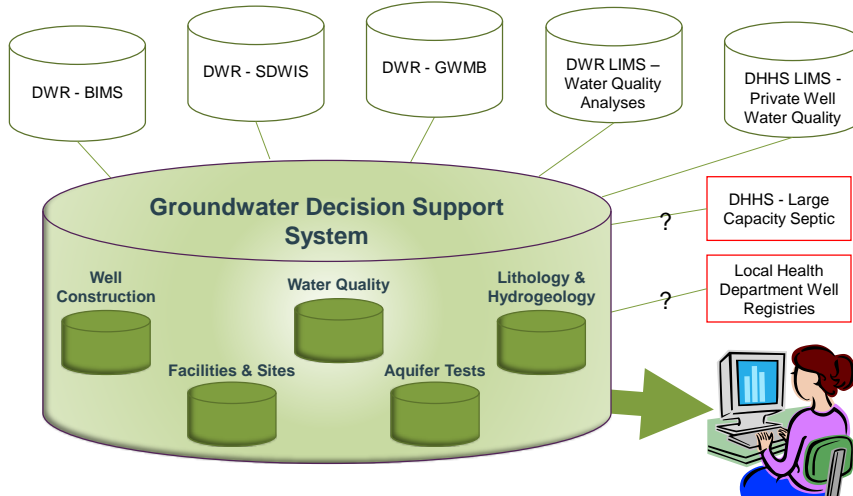 DWR - BIMS
DWR - SDWIS
DWR - GWMB
DWR LIMS –
Water Quality
Analyses
DHHS LIMS -
Private Well
Water Quality
Groundwater Decision Support
System
DHHS - Large
Capacity Septic
?
Local Health
Department Well
Registries
?
Well
Construction
Water Quality
Lithology &
Hydrogeology
Facilities & Sites
Aquifer Tests